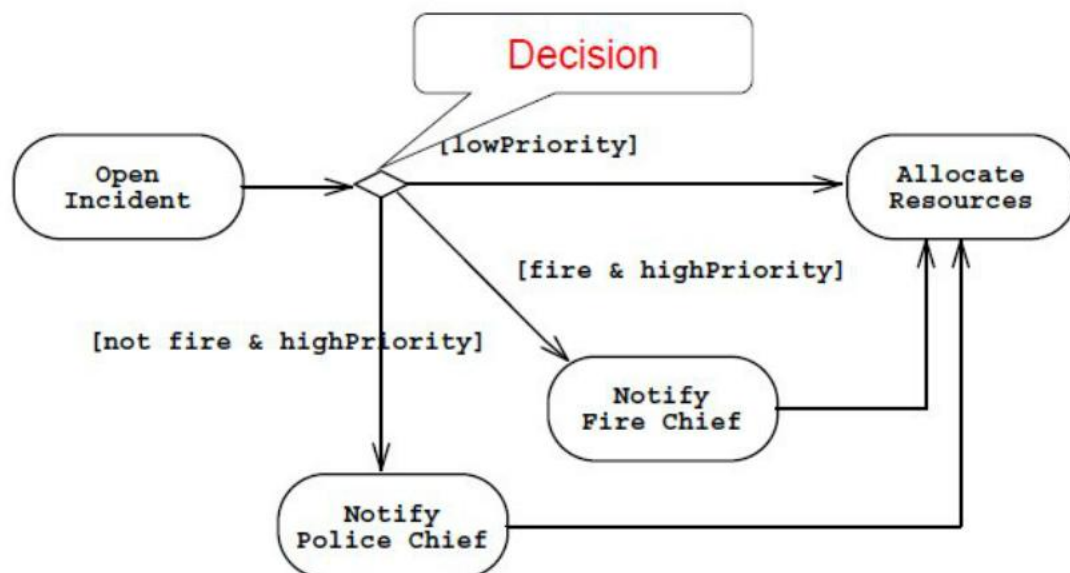 Decision
[lowPriority]
Open
Incident
Allocate
Resources
[fire & highPriority]
[not fire & highPriority]
Notify
Fire Chief
Notify
Police Chief